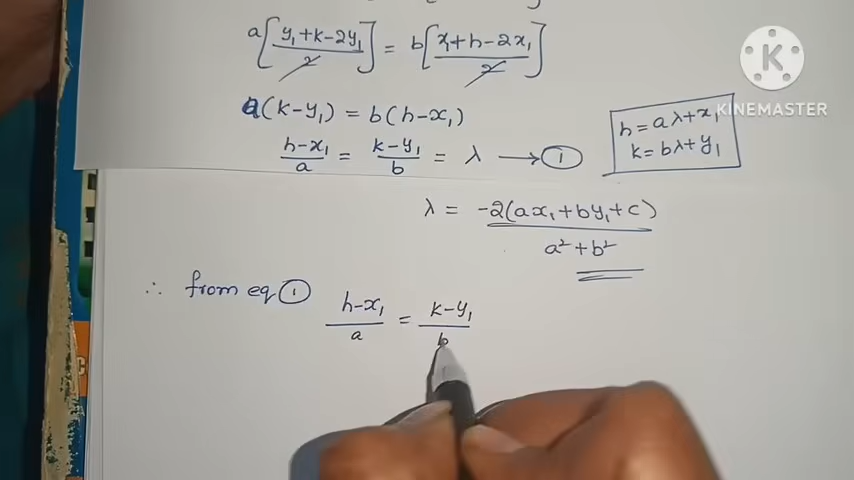 a[y₁+k-2y₁/2] = b[x₁+h-2x₁/2]
a(k-y₁) = b(h-x₁)
h-x₁/a = k-y₁/b = λ → ①
h=aλ+x₁
k=bλ+y₁
K
KINEMASTER
λ = -2(ax₁+by₁+c)/a²+b²
∴ from eq ① h-x₁/a = k-y₁/b